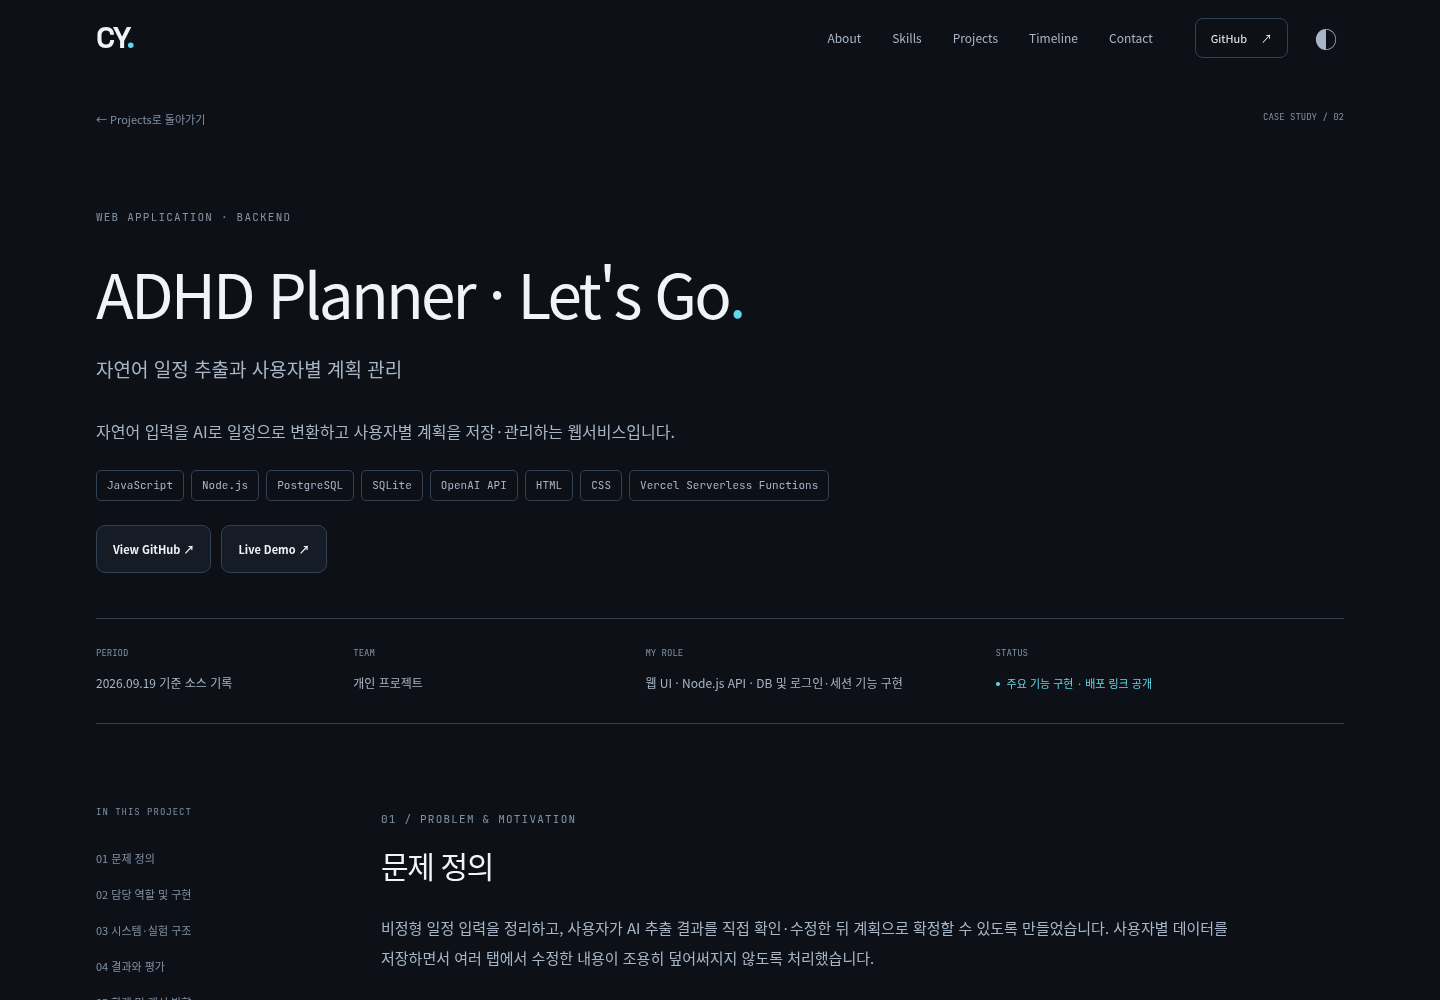 CY.
About Skills Projects Timeline Contact GitHub ↗
← Projects로 돌아가기
CASE STUDY / 02
WEB APPLICATION · BACKEND
ADHD Planner · Let's Go.
자연어 일정 추출과 사용자별 계획 관리
자연어 입력을 AI로 일정으로 변환하고 사용자별 계획을 저장·관리하는 웹서비스입니다.
JavaScript Node.js PostgreSQL SQLite OpenAI API HTML CSS Vercel Serverless Functions
View GitHub ↗ Live Demo ↗
PERIOD
2026.09.19 기준 소스 기록
TEAM
개인 프로젝트
MY ROLE
웹 UI · Node.js API · DB 및 로그인·세션 기능 구현
STATUS
• 주요 기능 구현 · 배포 링크 공개
IN THIS PROJECT
01 문제 정의
02 담당 역할 및 구현
03 시스템·실험 구조
04 결과와 평가
01 / PROBLEM & MOTIVATION
문제 정의
비정형 일정 입력을 정리하고, 사용자가 AI 추출 결과를 직접 확인·수정한 뒤 계획으로 확정할 수 있도록 만들었습니다. 사용자별 데이터를
저장하면서 여러 탭에서 수정한 내용이 조용히 덮어써지지 않도록 처리했습니다.